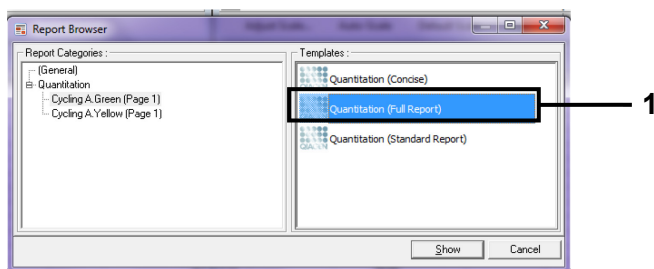 Report Browser
Report Categories :
(General)
Quantitation
Cycling A.Green (Page 1)
Cycling A.Yellow (Page 1)
Templates :
Quantitation (Concise)
Quantitation (Full Report)
Quantitation (Standard Report)
1
Show
Cancel